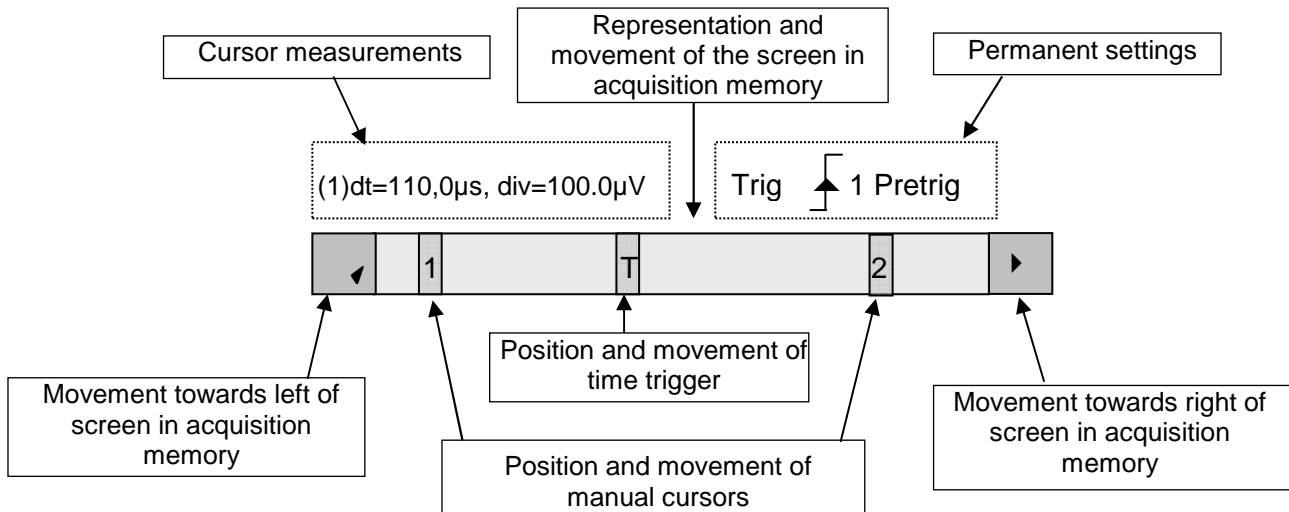 Cursor measurements
Representation and
movement of the screen in
acquisition memory
Permanent settings
(1)dt=110,0µs, div=100.0µV
Trig 1 Pretrig
1
T
2
Position and movement of
time trigger
Movement towards left of
screen in acquisition
memory
Position and movement of
manual cursors
Movement towards right of
screen in acquisition
memory